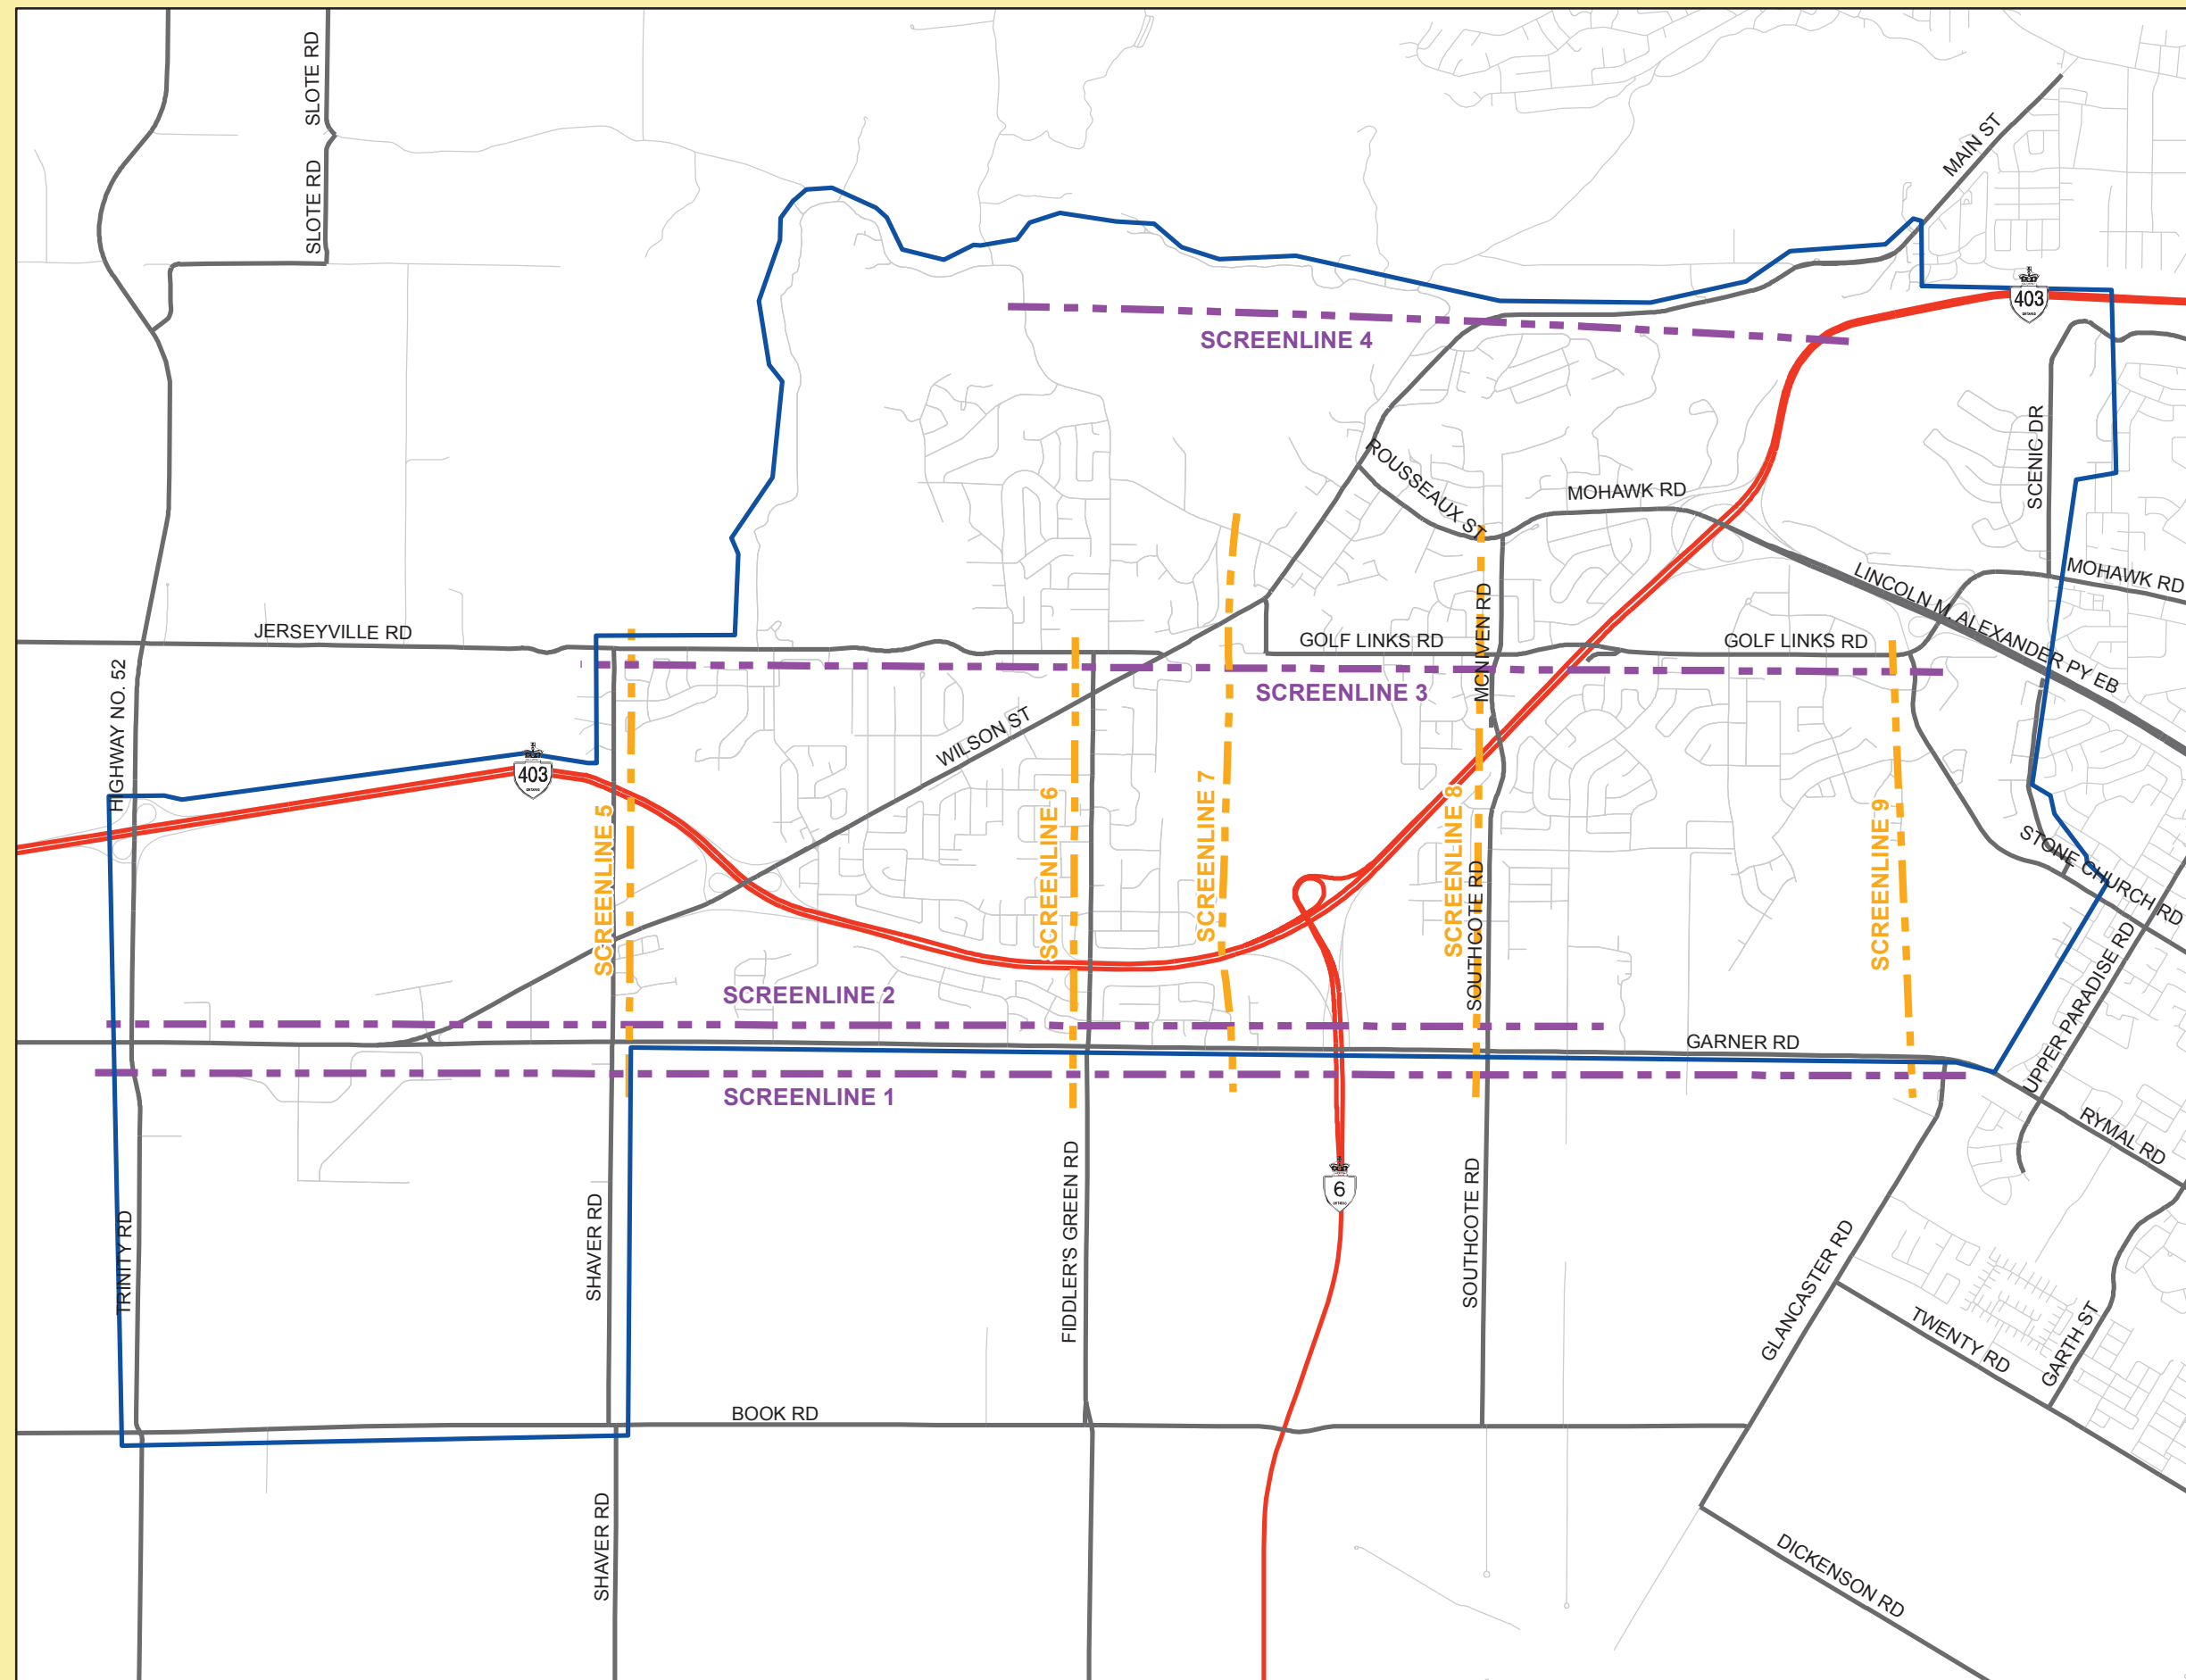 SLOTE RD
SLOTE RD
MAIN ST
403
SCREENLINE 4
SCENIC DR
ROUSSEAUX ST
MOHAWK RD
MOHAWK RD
LINCOLN M. ALEXANDER PY EB
JERSEYVILLE RD
GOLF LINKS RD
GOLF LINKS RD
MCNIVEN RD
SCREENLINE 3
HIGHWAY NO. 52
WILSON ST
403
SCREENLINE 5
SCREENLINE 6
SCREENLINE 7
SCREENLINE 8
SCREENLINE 9
STONE CHURCH RD
SOUTHCOTE RD
UPPER PARADISE RD
SCREENLINE 2
GARNER RD
SCREENLINE 1
RYMAL RD
6
TRINITY RD
SHAVER RD
FIDDLER'S GREEN RD
SOUTHCOTE RD
GLANCASTER RD
TWENTY RD
GARTH ST
BOOK RD
SHAVER RD
DICKENSON RD